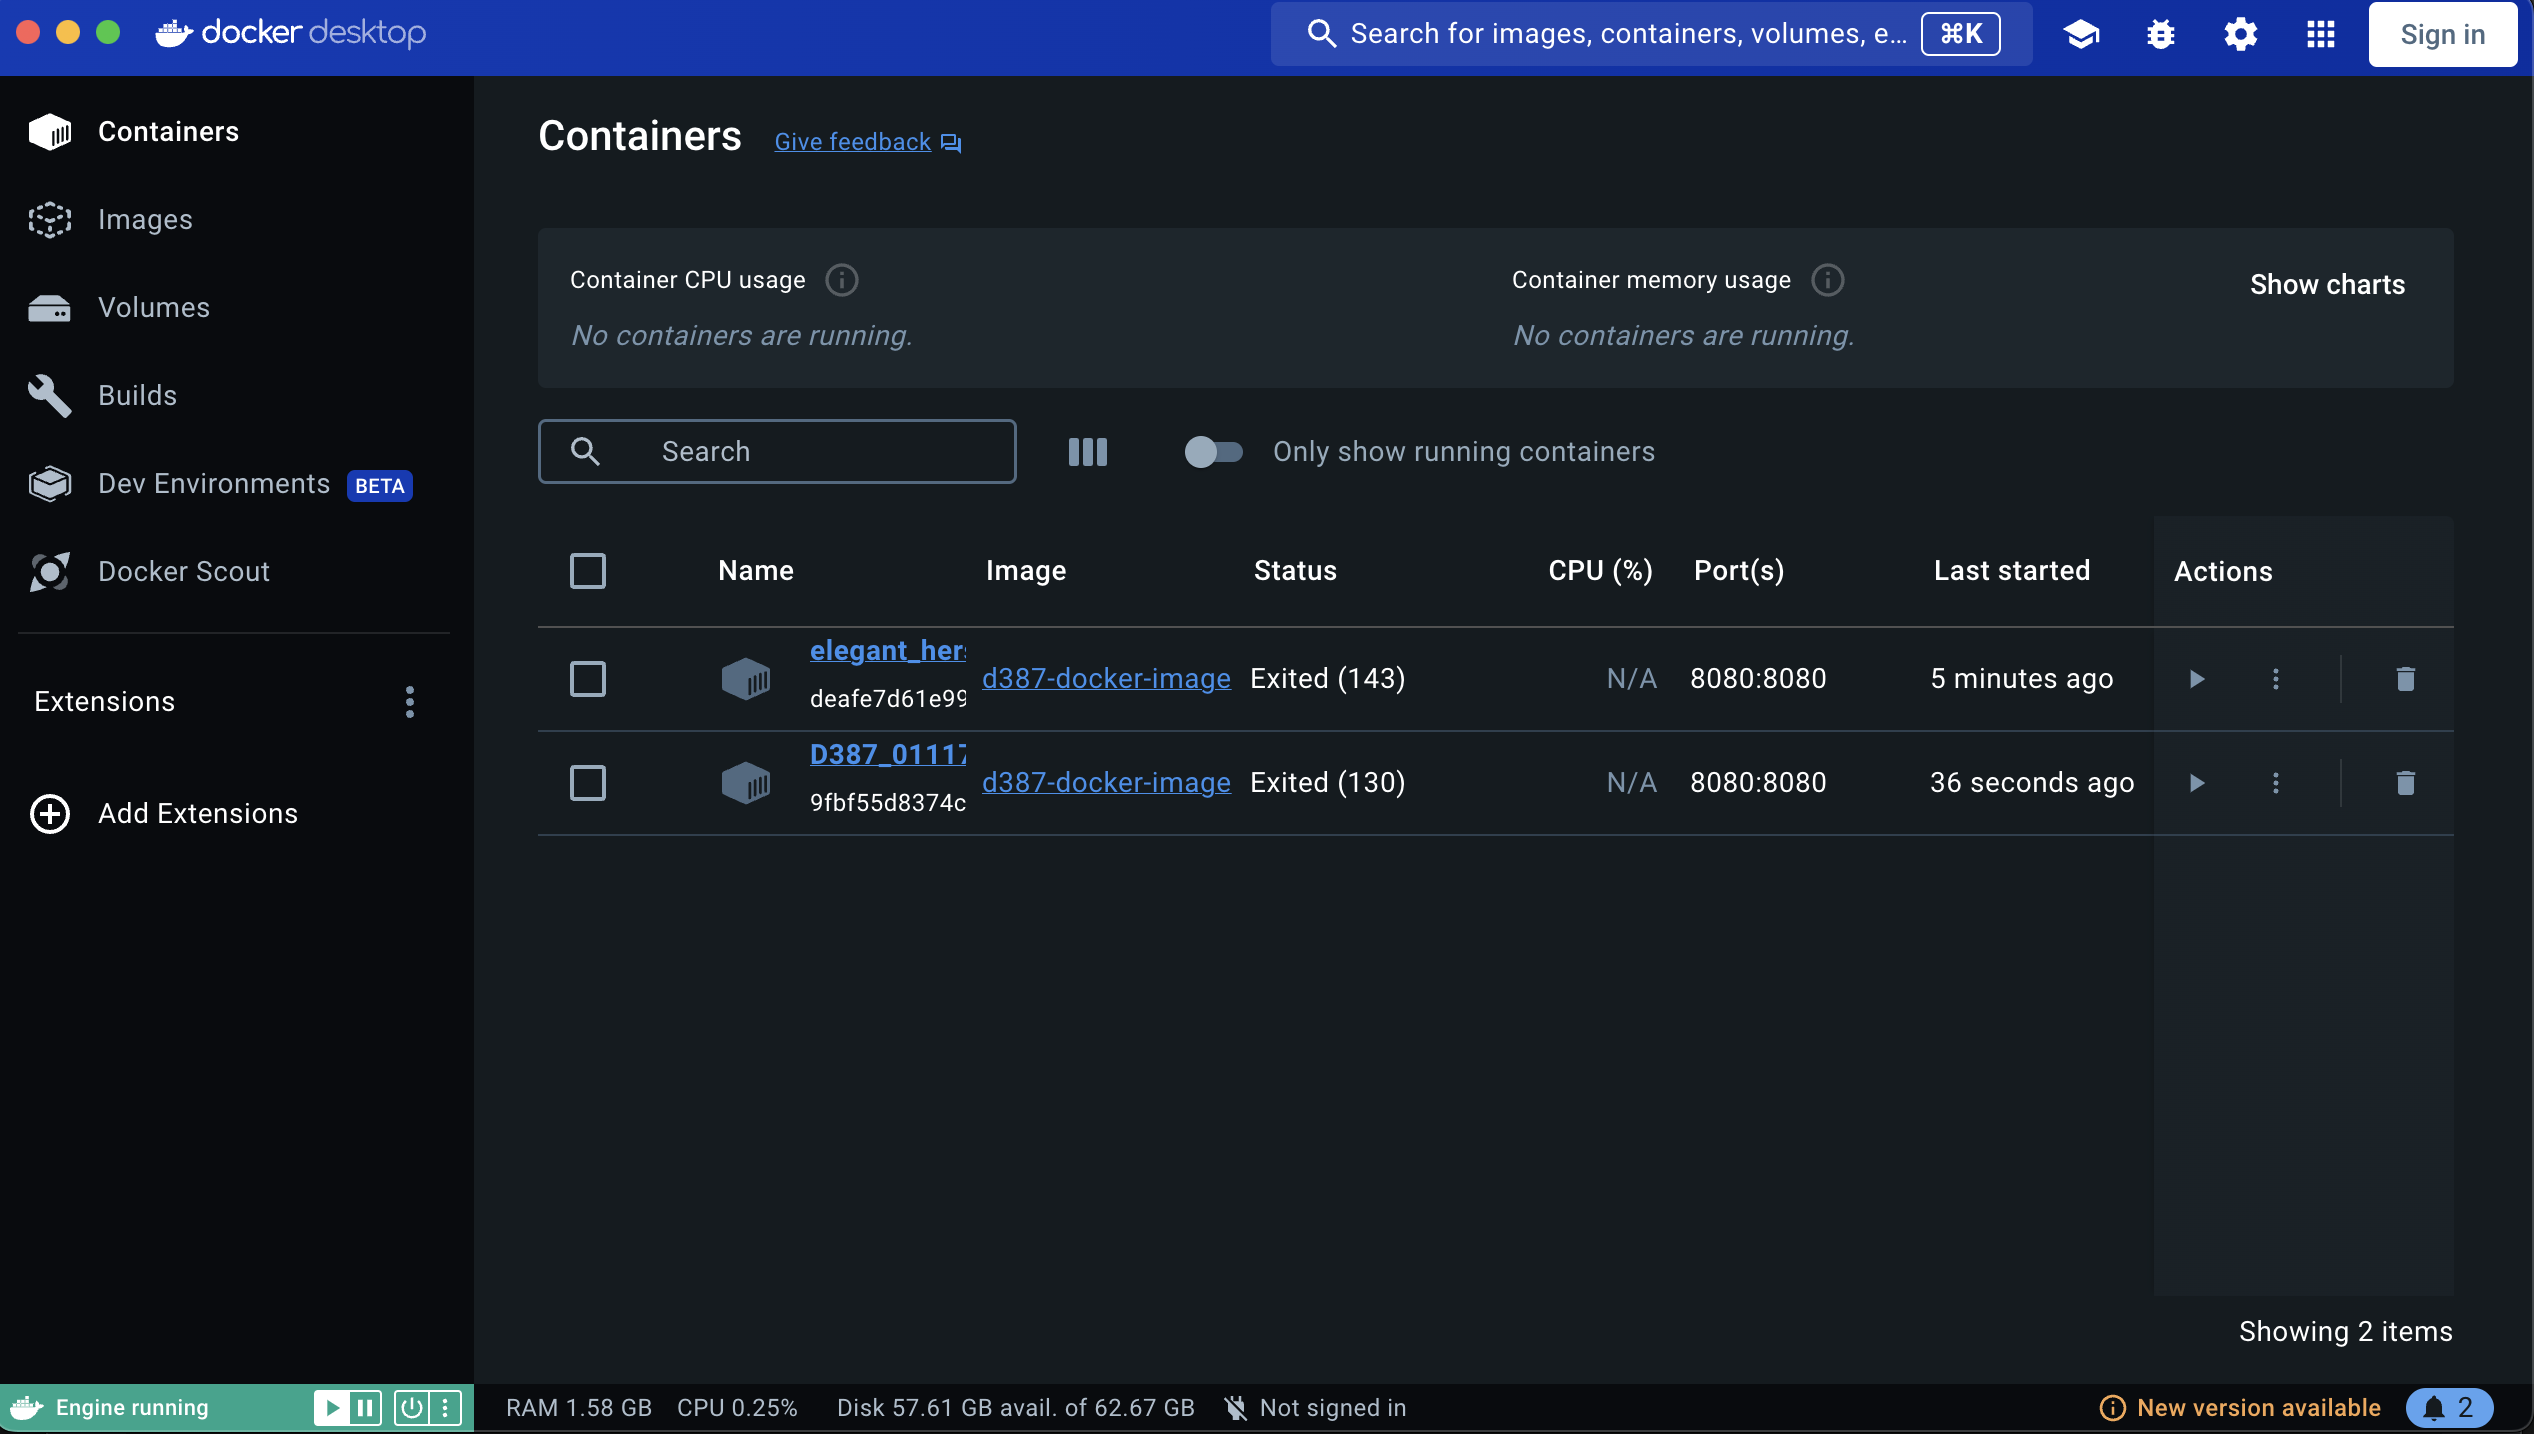 docker desktop
Search for images, containers, volumes, e... ⌘K
Sign in
Containers
Images
Volumes
Builds
Dev Environments BETA
Docker Scout
Extensions
Add Extensions
Containers Give feedback
Container CPU usage
No containers are running.
Container memory usage
No containers are running.
Show charts
Search
Only show running containers
Name Image Status CPU (%) Port(s) Last started Actions
elegant_hers
deafe7d61e99
d387-docker-image Exited (143) N/A 8080:8080 5 minutes ago
D387_01117
9fbf55d8374c
d387-docker-image Exited (130) N/A 8080:8080 36 seconds ago
Showing 2 items
Engine running
RAM 1.58 GB CPU 0.25% Disk 57.61 GB avail. of 62.67 GB Not signed in
New version available 2